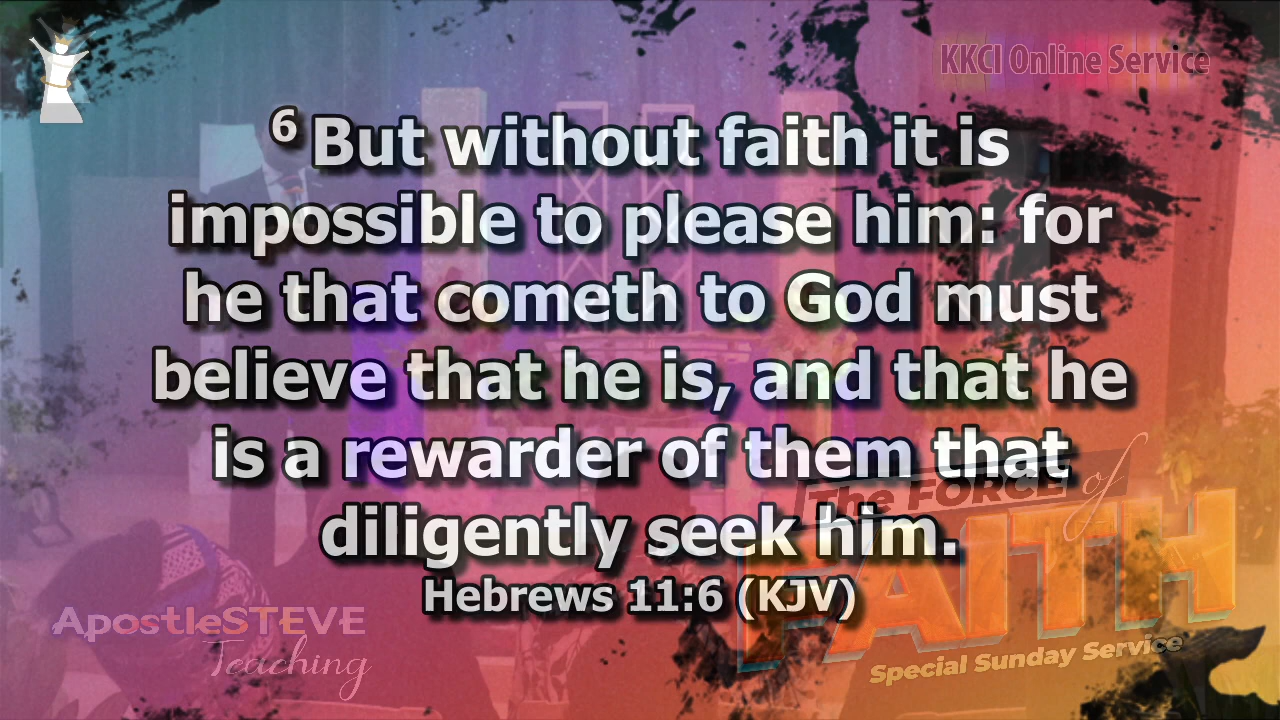 KKCI Online Service
6 But without faith it is
impossible to please him: for
he that cometh to God must
believe that he is, and that he
is a rewarder of them that
diligently seek him.
Hebrews 11:6 (KJV)
The FORCE of
FAITH
Special Sunday Service
ApostleSTEVE
Teaching